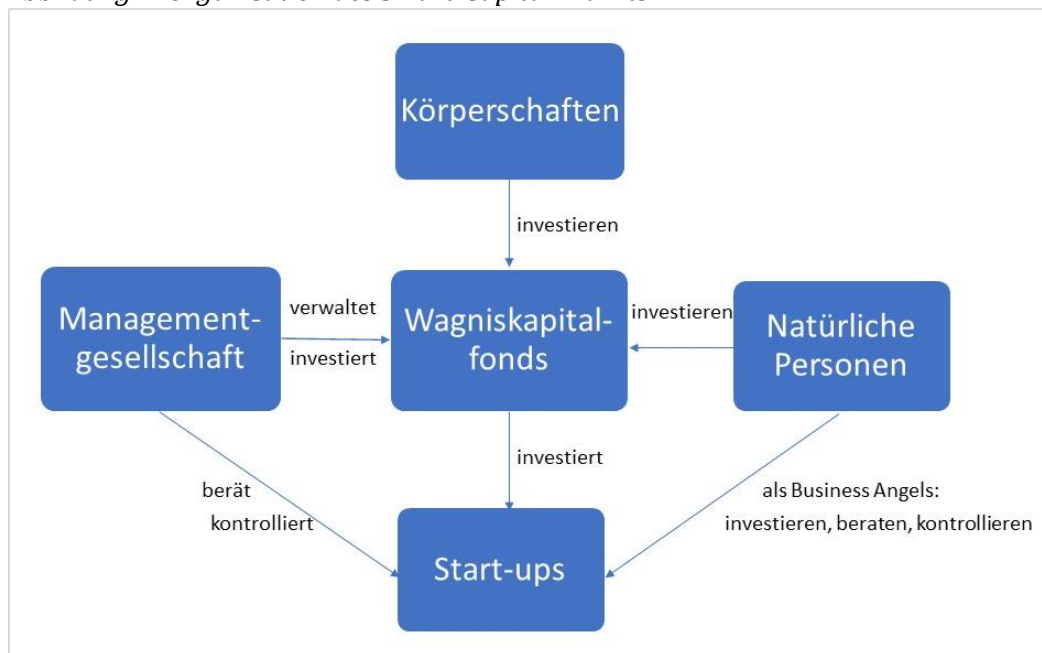 Körperschaften
investieren
Management-
gesellschaft
verwaltet
investiert
Wagniskapital-
fonds
investieren
Natürliche
Personen
investiert
berät
kontrolliert
als Business Angels:
investieren, beraten, kontrollieren
Start-ups